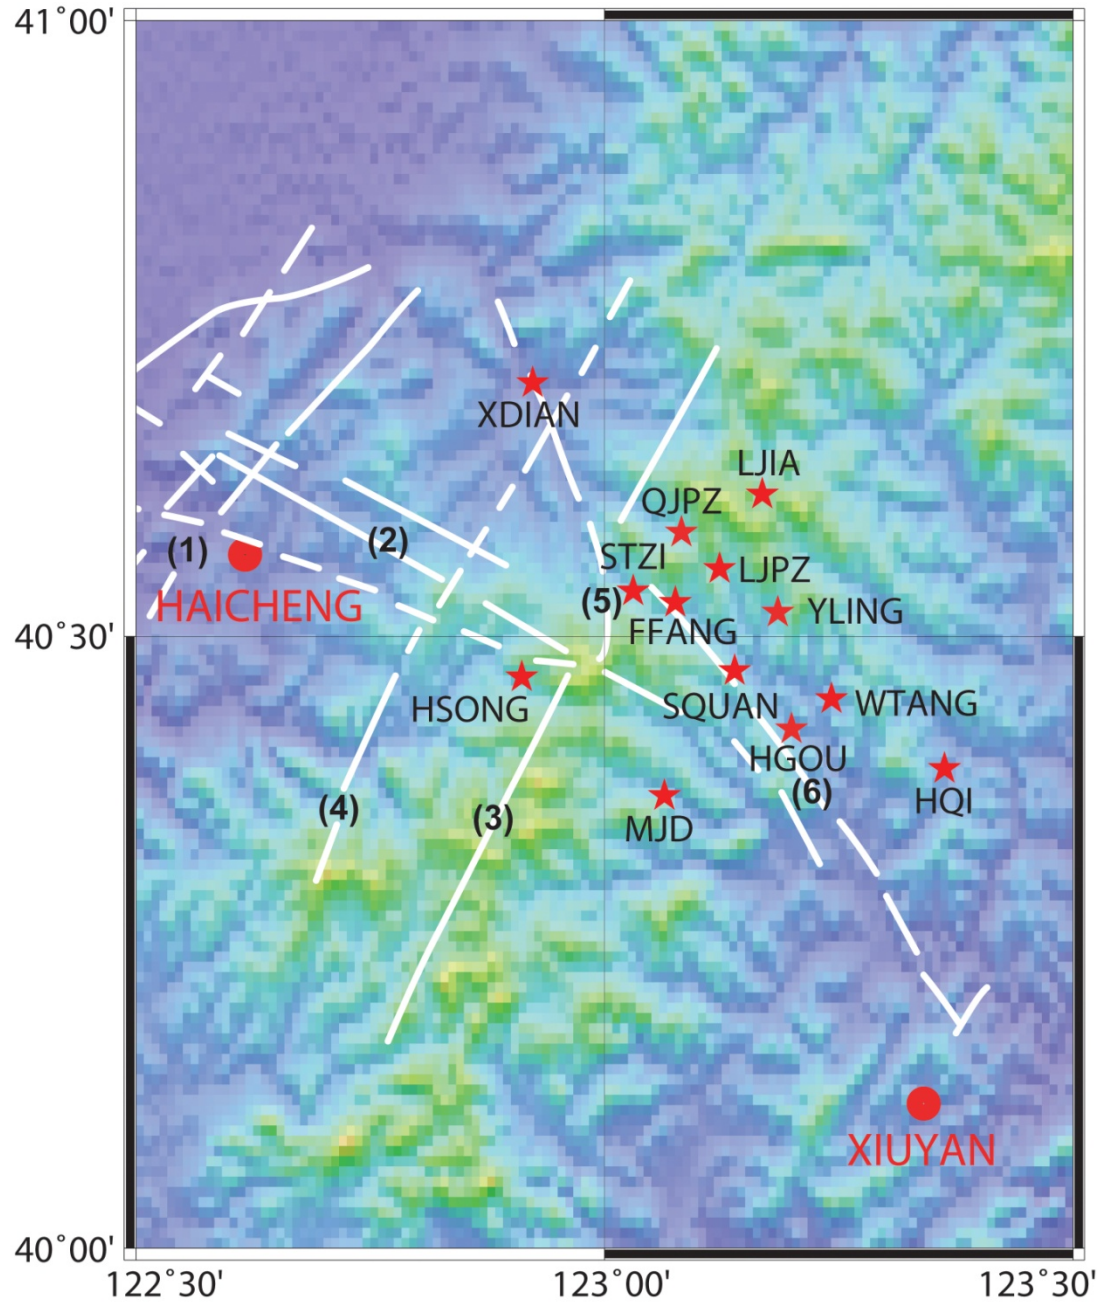 41°00'
XDIAN
LJIA
QJPZ
(2)
(1)
STZI
LJPZ
HAICHENG
(5)
YLING
FFANG
40°30'
HSONG
SQUAN
WTANG
HGOU
(6)
HQI
(4)
(3)
MJD
XIUYAN
40°00'
122°30'
123°00'
123°30'